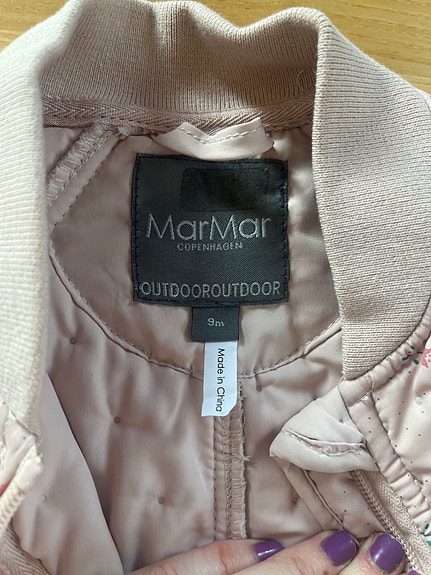 MarMar
COPENHAGEN
OUTDOOROUTDOOR
9m
Made in China